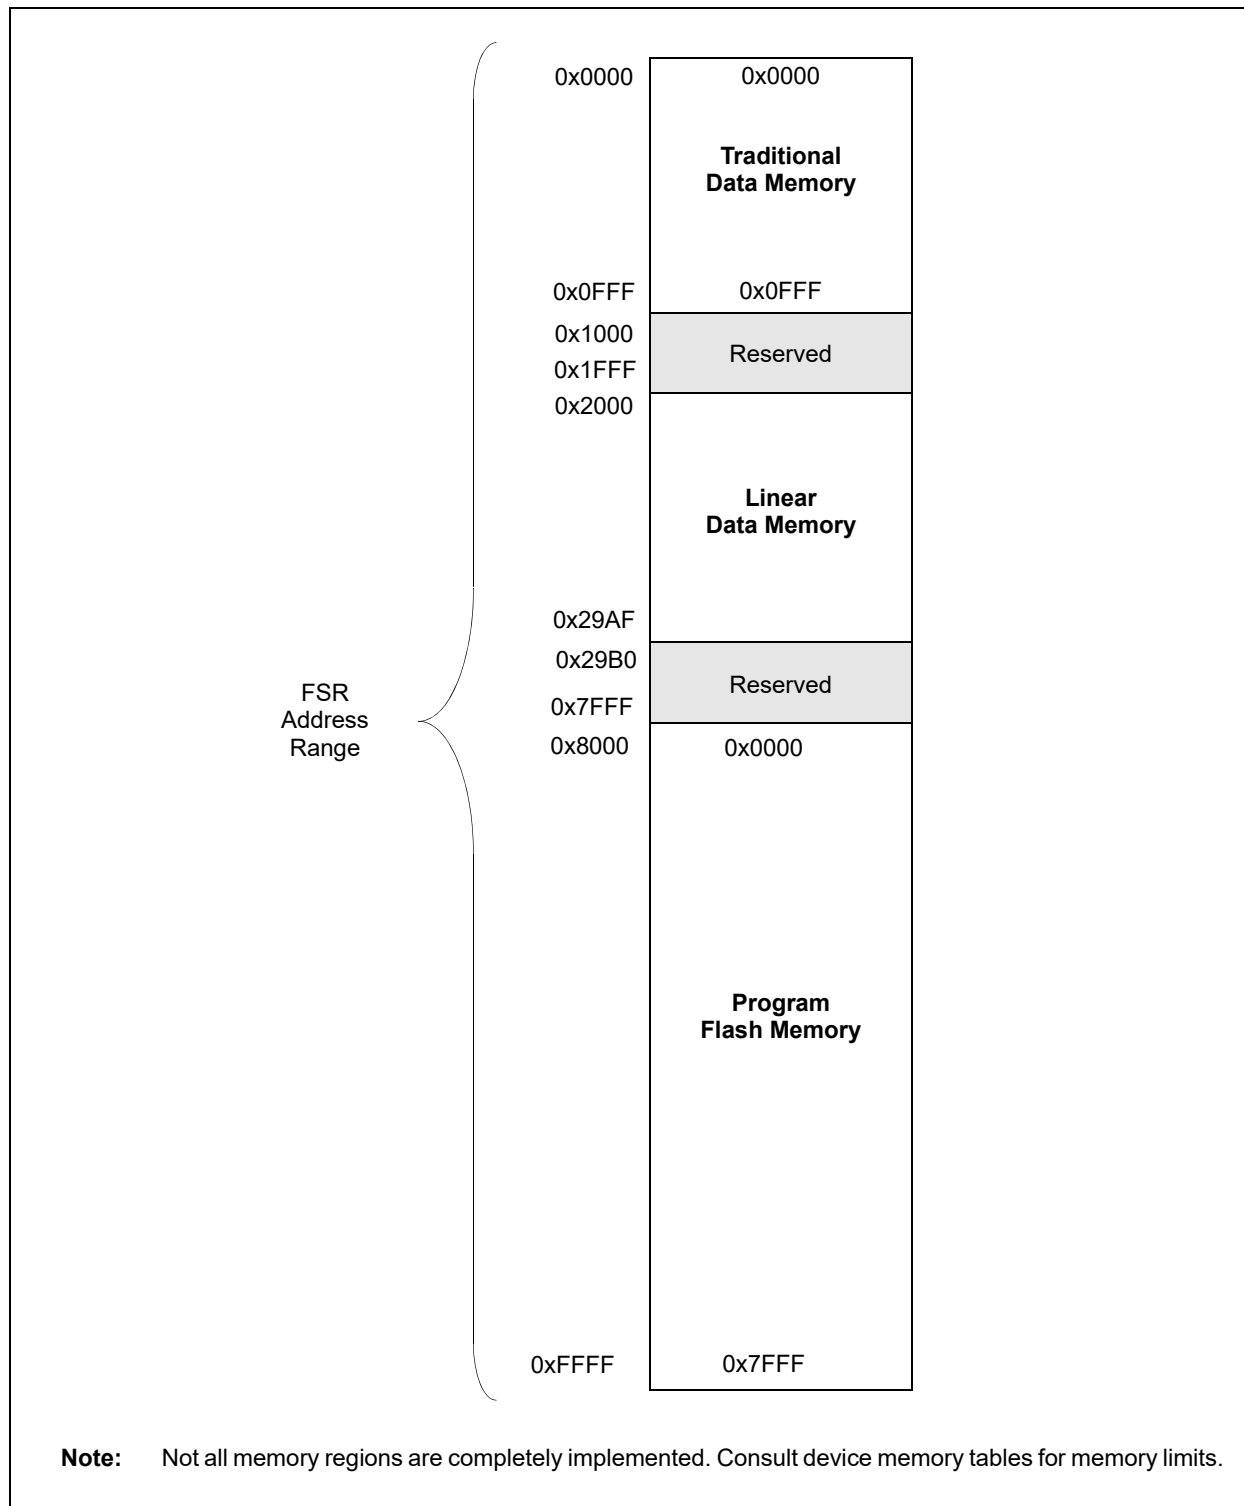 0x0000 0x0000
Traditional
Data Memory
0x0FFF 0x0FFF
0x1000
Reserved
0x1FFF
0x2000
Linear
Data Memory
0x29AF
0x29B0
Reserved
FSR
Address
Range
0x7FFF
0x8000 0x0000
Program
Flash Memory
0xFFFF 0x7FFF
Note: Not all memory regions are completely implemented. Consult device memory tables for memory limits.